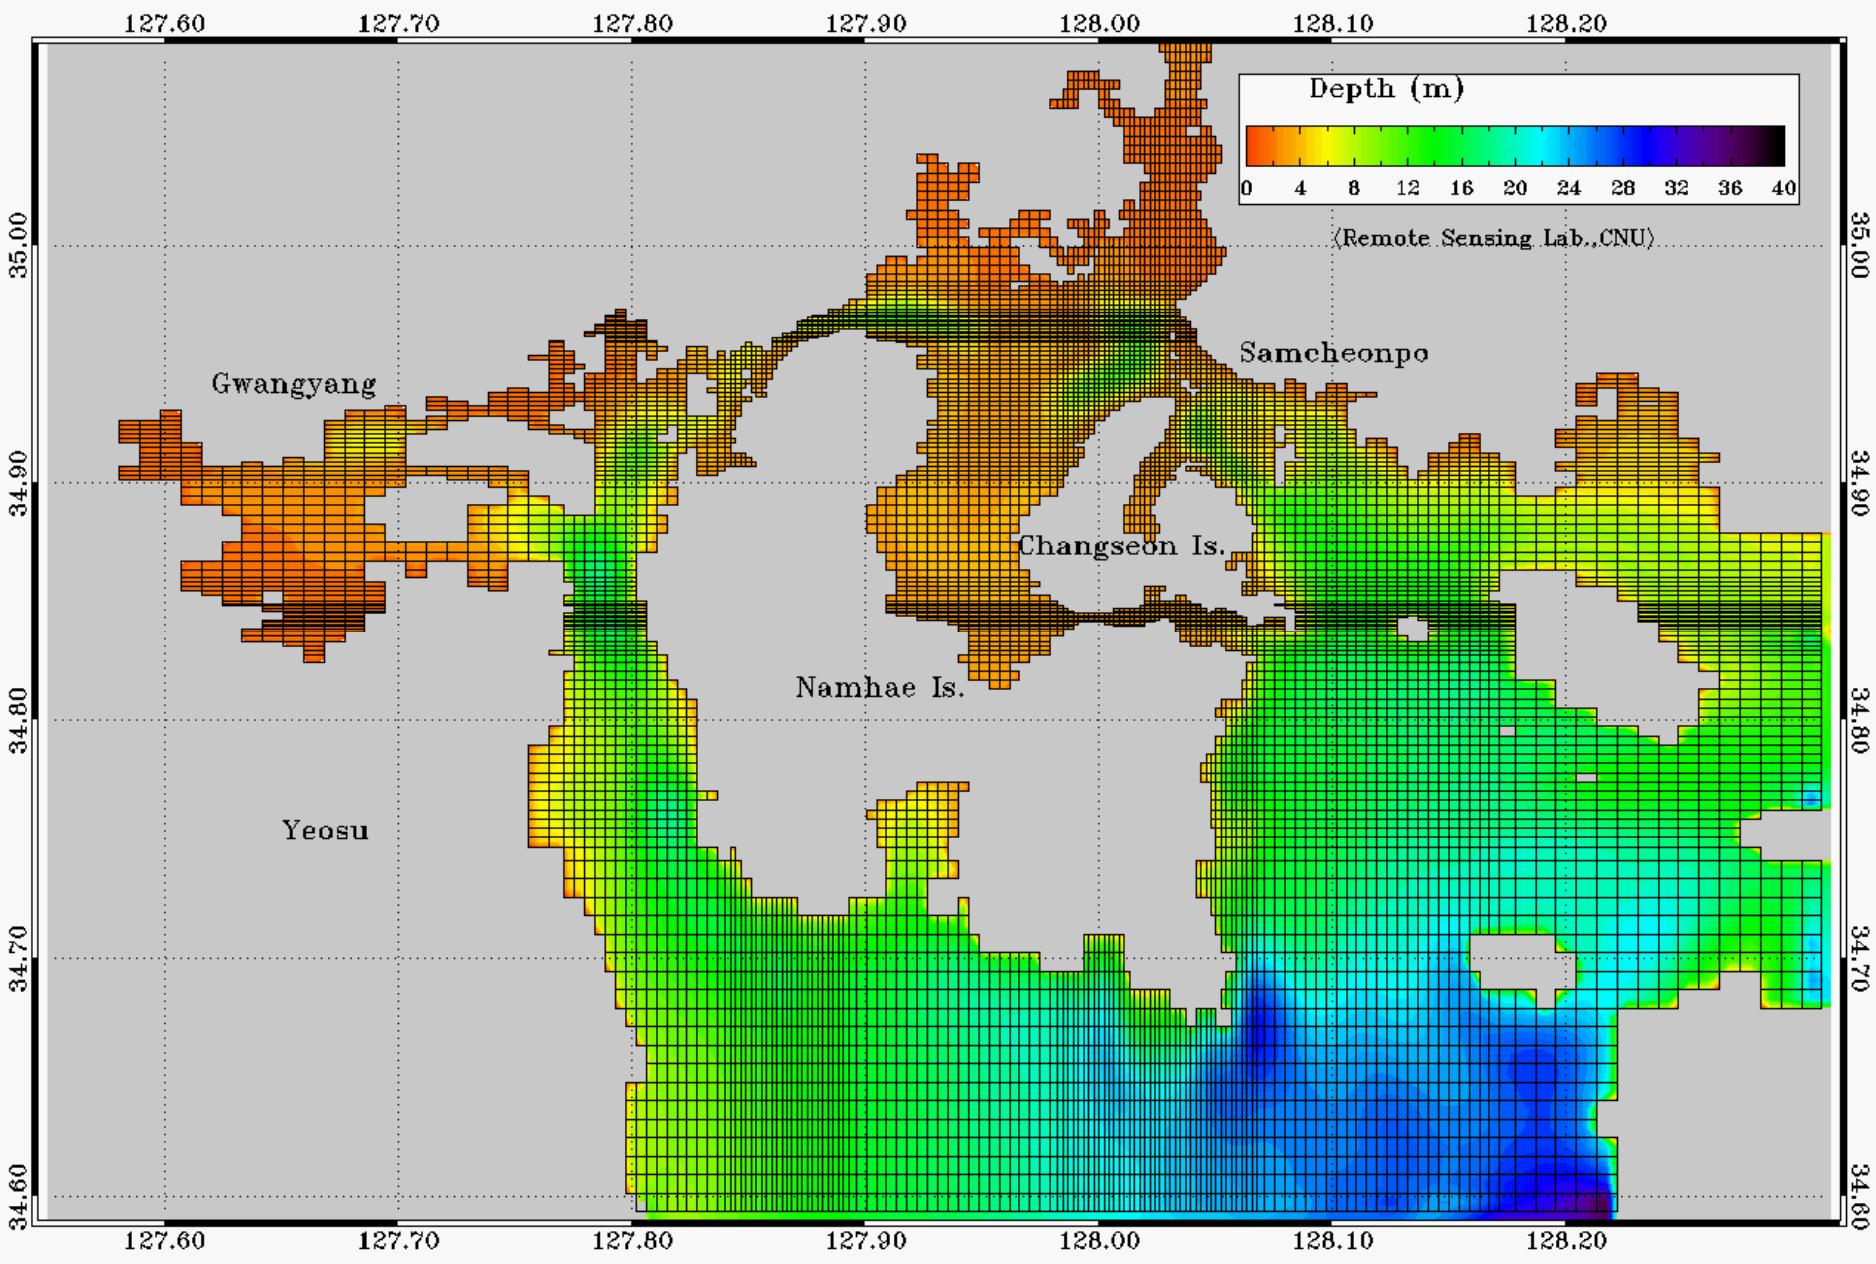 127.60 127.70 127.80 127.90 128.00 128.10 128.20
Depth (m)
0 4 8 12 16 20 24 28 32 36 40
⟨Remote Sensing Lab.,CNU⟩
35.00 35.00
Samcheonpo
Gwangyang
34.90 34.90
Changseon Is.
Namhae Is.
34.80 34.80
Yeosu
34.70 34.70
34.60 34.60
127.60 127.70 127.80 127.90 128.00 128.10 128.20